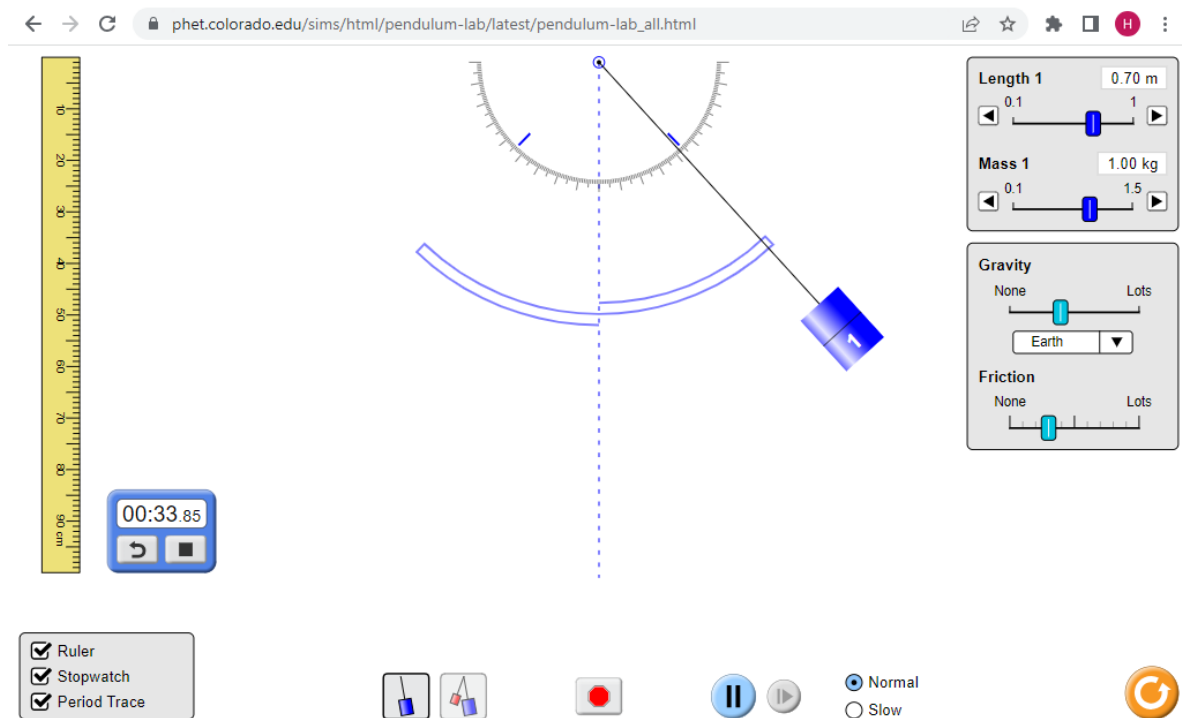 phet.colorado.edu/sims/html/pendulum-lab/latest/pendulum-lab_all.html
H
10
20
30
40
50
60
70
80
90 cm
00:33.85
1
Length 1 0.70 m
0.1 1
Mass 1 1.00 kg
0.1 1.5
Gravity
None Lots
Earth
Friction
None Lots
Ruler
Stopwatch
Period Trace
Normal
Slow